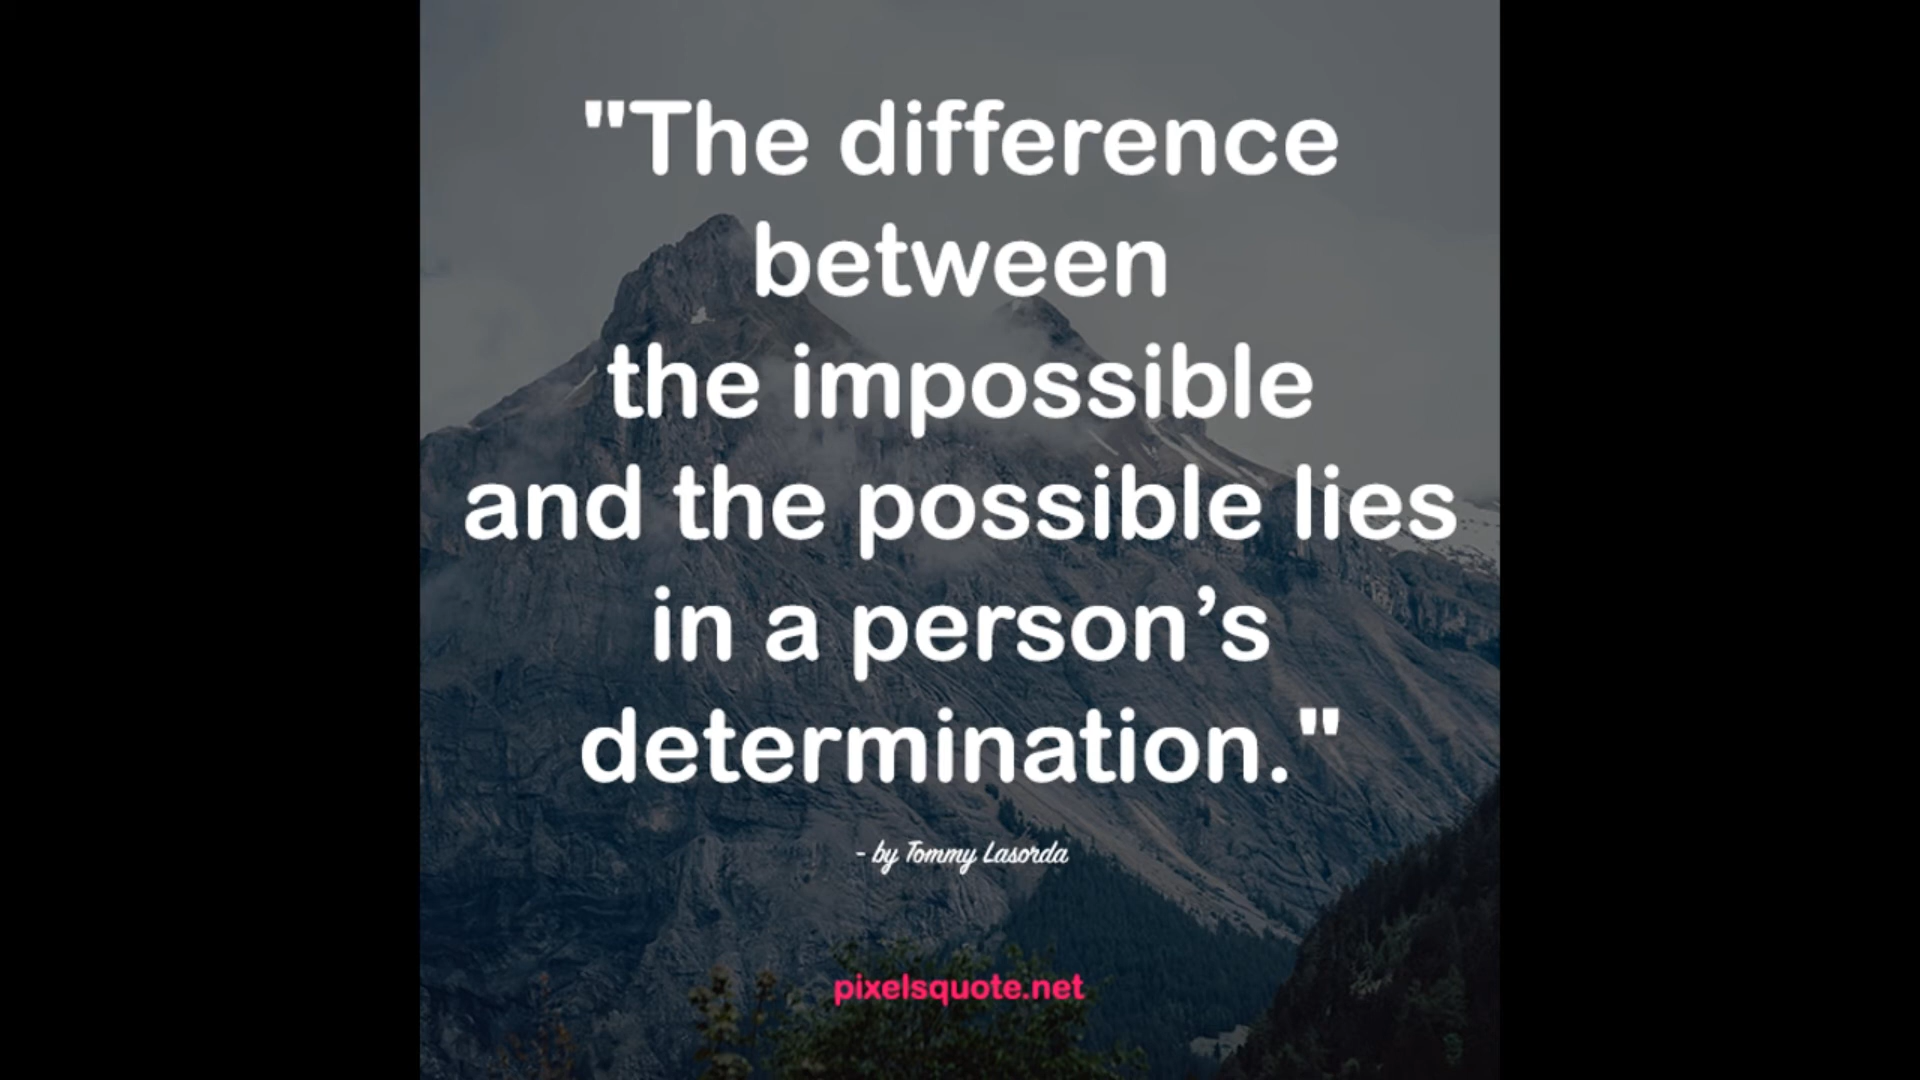 "The difference
between
the impossible
and the possible lies
in a person’s
determination."
- by Tommy Lasorda
pixelsquote.net